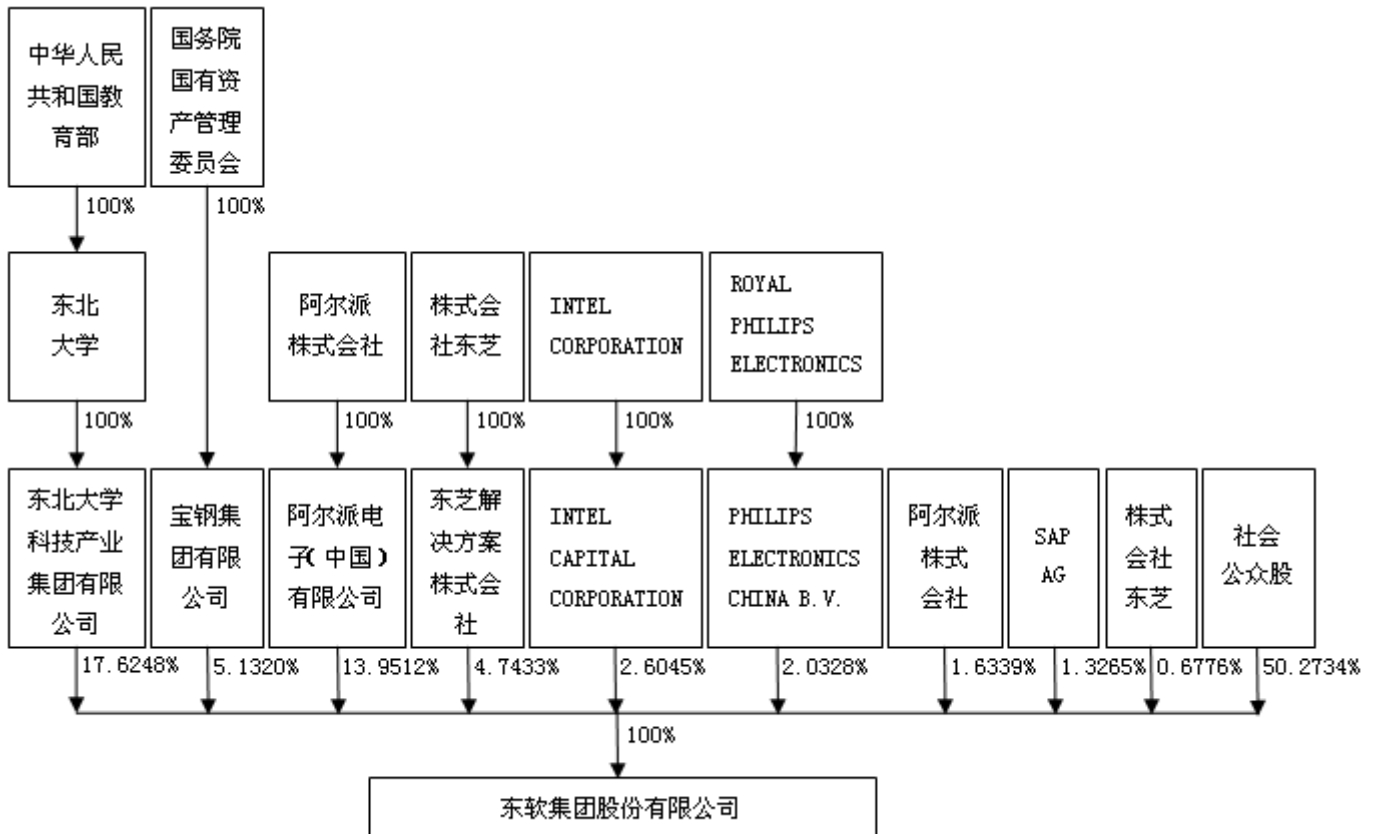 中华人民
共和国教
育部
国务院
国有资
产管理
委员会
100%
100%
东北
大学
阿尔派
株式会社
株式会
社东芝
INTEL
CORPORATION
ROYAL
PHILIPS
ELECTRONICS
100%
100%
100%
100%
100%
东北大学
科技产业
集团有限
公司
宝钢集
团有限
公司
阿尔派电
子(中国)
有限公司
东芝解
决方案
株式会
社
INTEL
CAPITAL
CORPORATION
PHILIPS
ELECTRONICS
CHINA B.V.
阿尔派
株式
会社
SAP
AG
株式
会社
东芝
社会
公众股
17.6248%
5.1320%
13.9512%
4.7433%
2.6045%
2.0328%
1.6339%
1.3265%
0.6776%
50.2734%
100%
东软集团股份有限公司